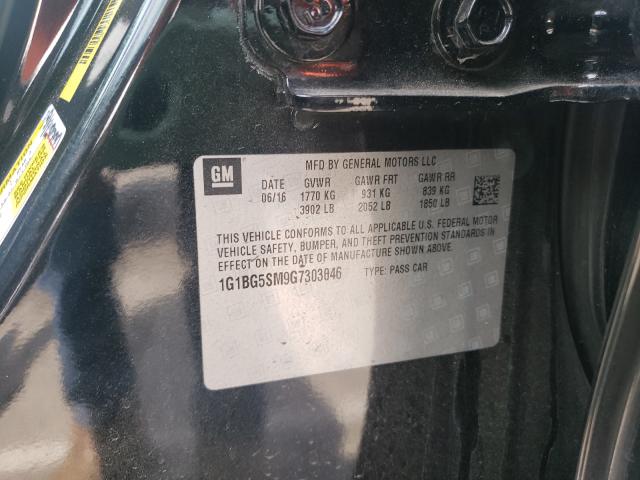 GM
MFD BY GENERAL MOTORS LLC
DATE GVWR GAWR FRT GAWR RR
06/16 1770 KG 931 KG 839 KG
3902 LB 2052 LB 1850 LB
THIS VEHICLE CONFORMS TO ALL APPLICABLE U.S. FEDERAL MOTOR
VEHICLE SAFETY, BUMPER, AND THEFT PREVENTION STANDARDS IN
EFFECT ON THE DATE OF MANUFACTURE SHOWN ABOVE.
1G1BG5SM9G7303846 TYPE: PASS CAR